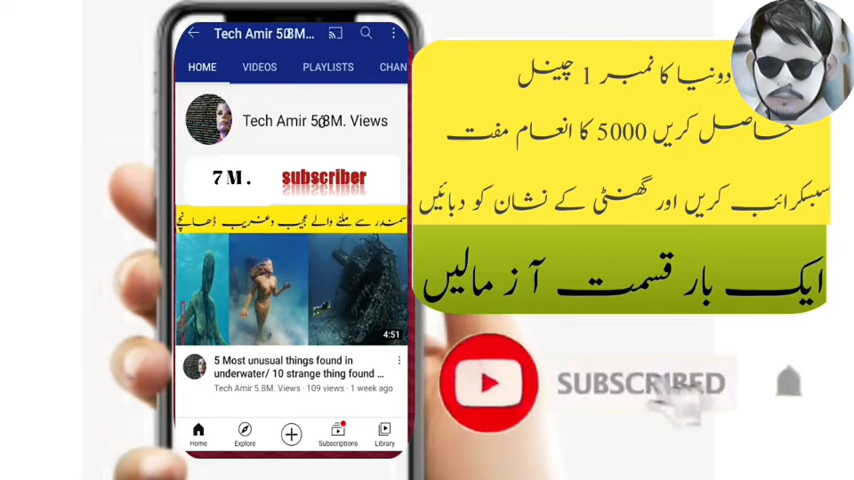 Tech Amir 5.8M...
HOME VIDEOS PLAYLISTS CHAN
Tech Amir 5.8M. Views
7 M . subscriber
سمندر سے ملنے والے عجیب و غریب ڈھانچے
4:51
5 Most unusual things found in
underwater/ 10 strange thing found ...
Tech Amir 5.8M. Views · 109 views · 1 week ago
Home Explore Subscriptions Library
دونیا کا نمبر 1 چینل
حاصل کریں 5000 کا انعام مفت
سبسکرائب کریں اور گھنٹی کے نشان کو دبائیں
ایک بار قسمت آز مالیں
SUBSCRIBED